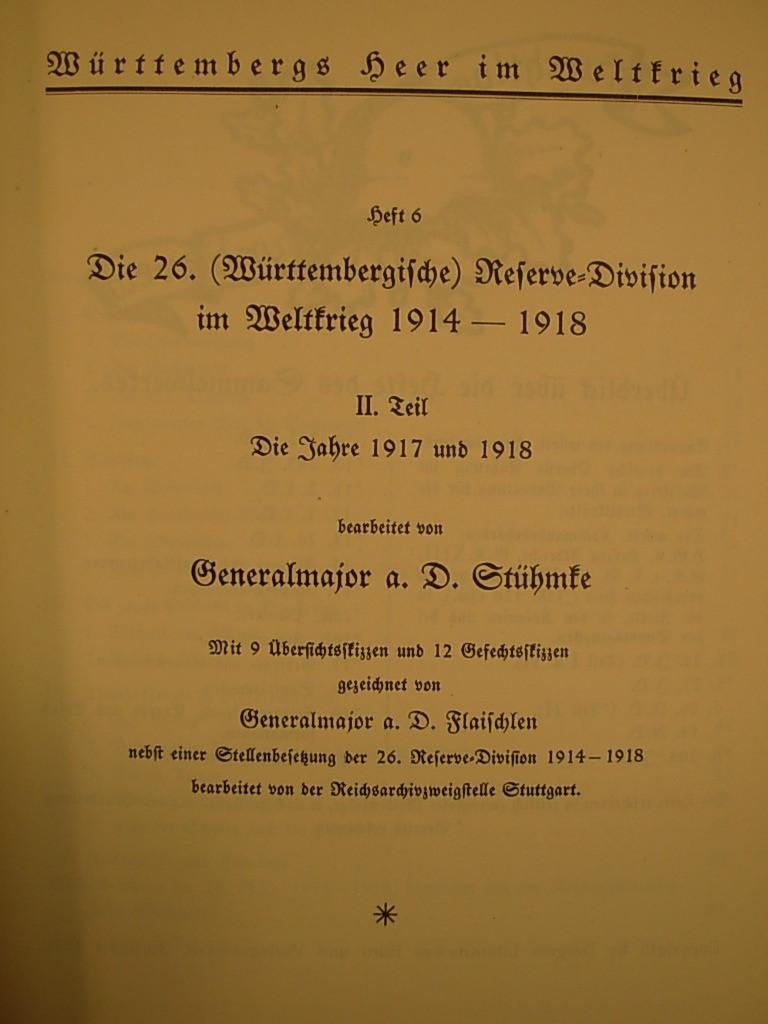 Württembergs Heer im Weltkrieg
Heft 6
Die 26. (Württembergische) Reserve-Division
im Weltkrieg 1914 — 1918
II. Teil
Die Jahre 1917 und 1918
bearbeitet von
Generalmajor a. D. Stühmke
Mit 9 Übersichtsskizzen und 12 Gefechtsskizzen
gezeichnet von
Generalmajor a. D. Flaischlen
nebst einer Stellenbesetzung der 26. Reserve-Division 1914–1918
bearbeitet von der Reichsarchivzweigstelle Stuttgart.